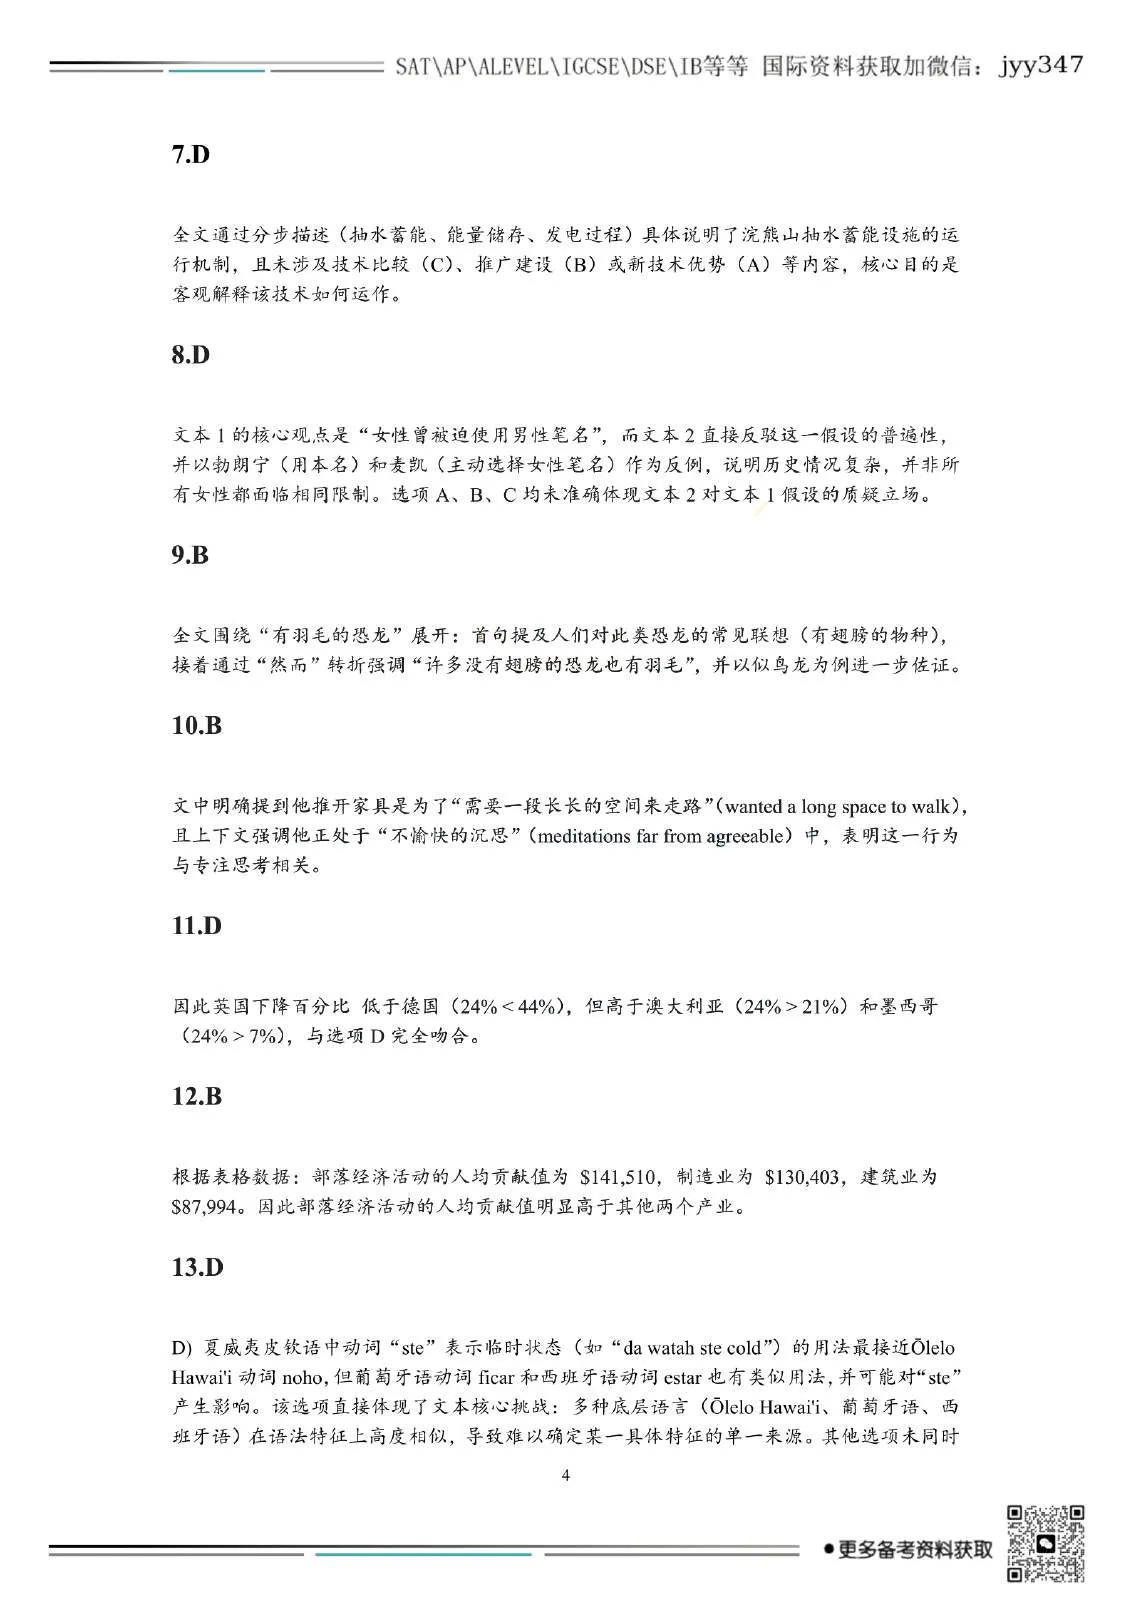 SAT\AP\ALEVEL\IGCSE\DSE\IB等等 国际资料获取加微信：jyy347
7.D
全文通过分步描述（抽水蓄能、能量储存、发电过程）具体说明了浣熊山抽水蓄能设施的运
行机制，且未涉及技术比较（C）、推广建设（B）或新技术优势（A）等内容，核心目的是
客观解释该技术如何运作。
8.D
文本 1 的核心观点是“女性曾被迫使用男性笔名”，而文本 2 直接反驳这一假设的普遍性，
并以勃朗宁（用本名）和麦凯（主动选择女性笔名）作为反例，说明历史情况复杂，并非所
有女性都面临相同限制。选项 A、B、C 均未准确体现文本 2 对文本 1 假设的质疑立场。
9.B
全文围绕“有羽毛的恐龙”展开：首句提及人们对此类恐龙的常见联想（有翅膀的物种），
接着通过“然而”转折强调“许多没有翅膀的恐龙也有羽毛”，并以似鸟龙为例进一步佐证。
10.B
文中明确提到他推开家具是为了“需要一段长长的空间来走路”（wanted a long space to walk），
且上下文强调他正处于“不愉快的沉思”（meditations far from agreeable）中，表明这一行为
与专注思考相关。
11.D
因此英国下降百分比 低于德国（24% < 44%），但高于澳大利亚（24% > 21%）和墨西哥
（24% > 7%），与选项 D 完全吻合。
12.B
根据表格数据：部落经济活动的人均贡献值为 $141,510，制造业为 $130,403，建筑业为
$87,994。因此部落经济活动的人均贡献值明显高于其他两个产业。
13.D
D) 夏威夷皮钦语中动词“ste”表示临时状态（如“da watah ste cold”）的用法最接近Ōlelo
Hawai'i 动词 noho，但葡萄牙语动词 ficar 和西班牙语动词 estar 也有类似用法，并可能对“ste”
产生影响。该选项直接体现了文本核心挑战：多种底层语言（Ōlelo Hawai'i、葡萄牙语、西
班牙语）在语法特征上高度相似，导致难以确定某一具体特征的单一来源。其他选项未同时
4
●更多备考资料获取